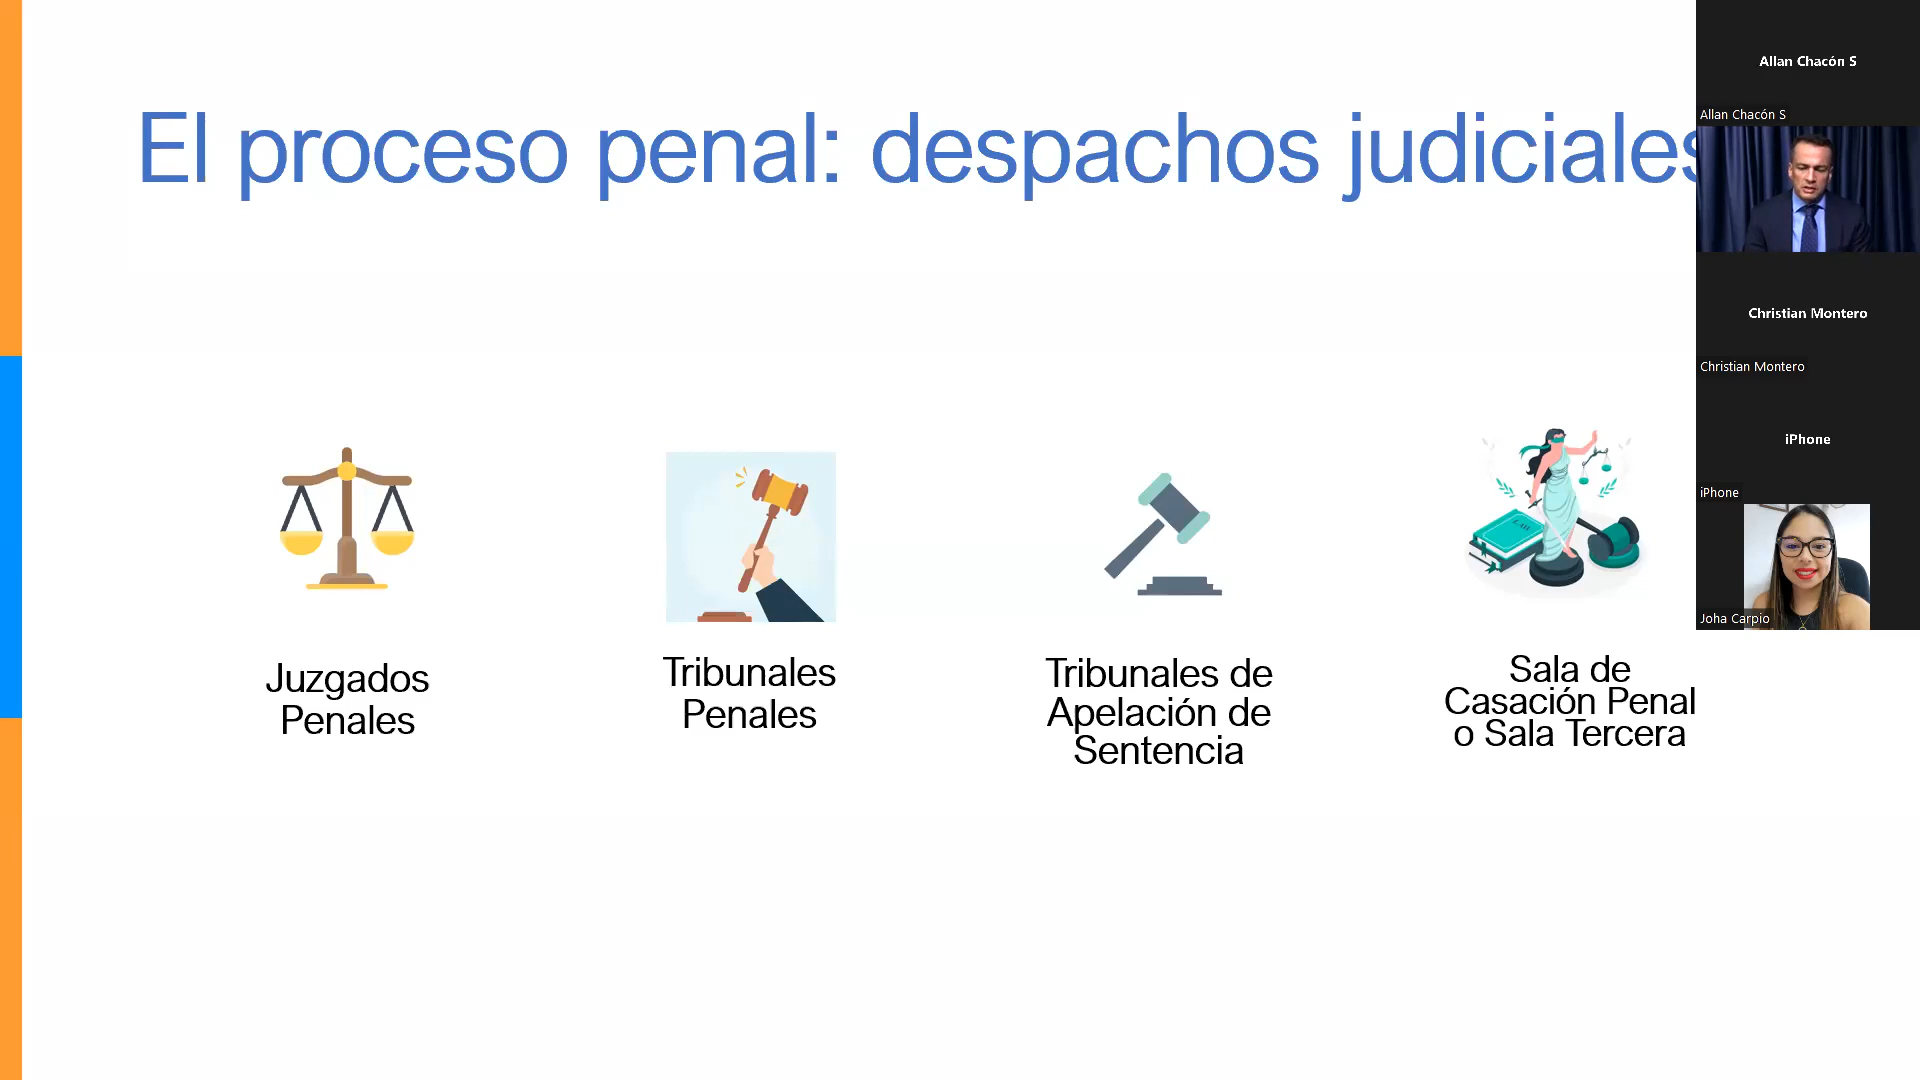 El proceso penal: despachos judiciales
Juzgados
Penales
Tribunales
Penales
Tribunales de
Apelación de
Sentencia
Sala de
Casación Penal
o Sala Tercera
Allan Chacón S
Allan Chacón S
Christian Montero
Christian Montero
iPhone
iPhone
Joha Carpio